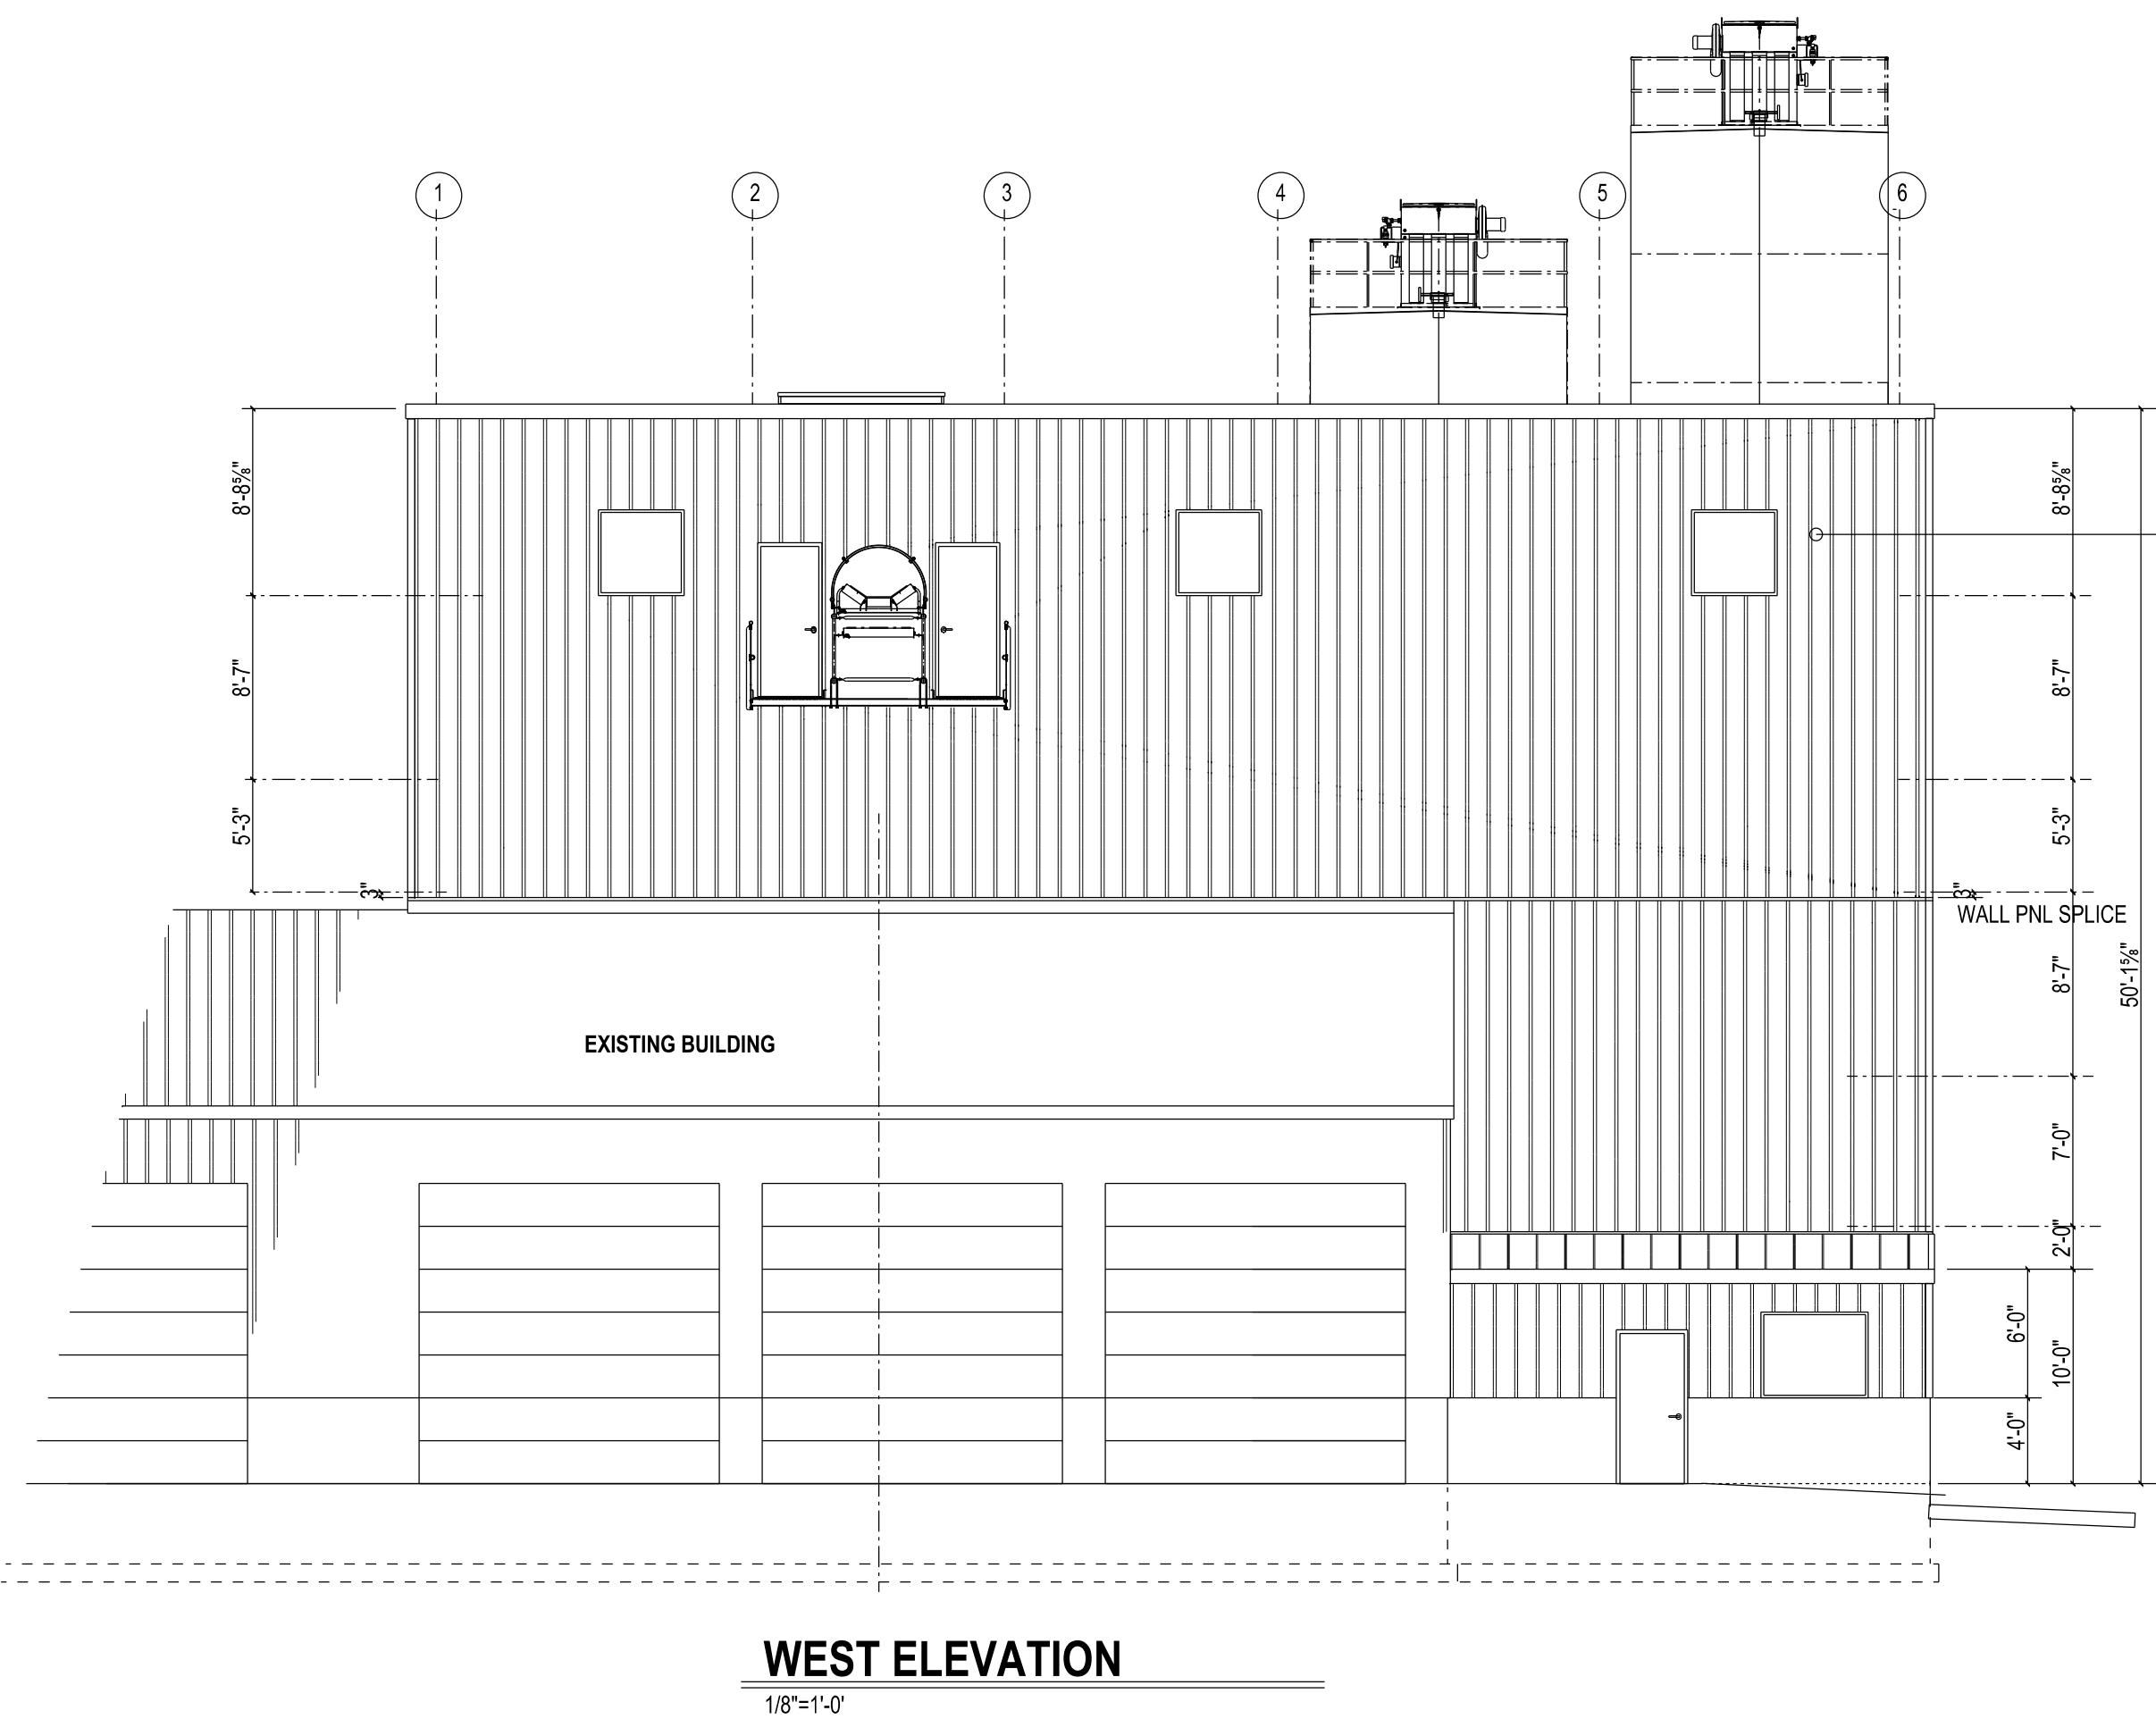 1 2 3 4 5 6
8'-8⅝" 8'-8⅝"
8'-7" 8'-7"
5'-3" 5'-3"
3" 3"
WALL PNL SPLICE
8'-7" 50'-1⅝"
EXISTING BUILDING
7'-0"
2'-0"
6'-0" 10'-0"
4'-0"
WEST ELEVATION
1/8"=1'-0'